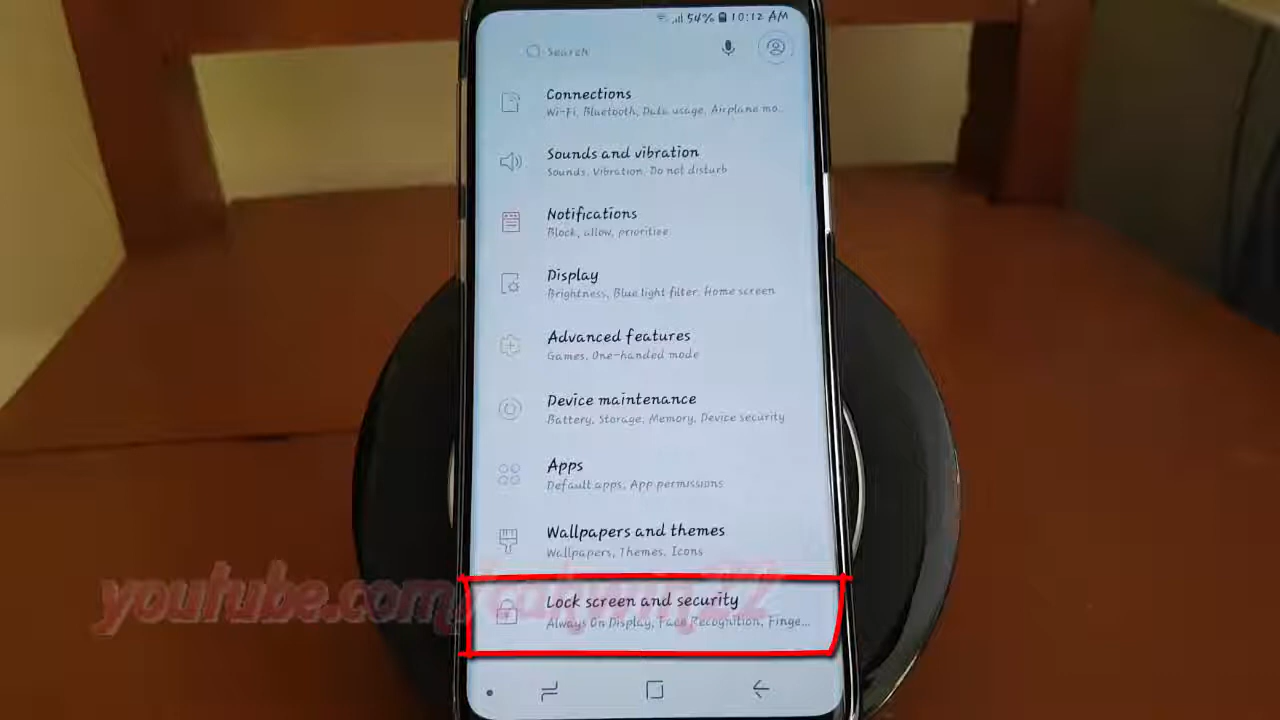 54% 10:12 AM
Search
Connections
Wi-Fi, Bluetooth, Data usage, Airplane mo...
Sounds and vibration
Sounds, Vibration, Do not disturb
Notifications
Block, allow, prioritize
Display
Brightness, Blue light filter, Home screen
Advanced features
Games, One-handed mode
Device maintenance
Battery, Storage, Memory, Device security
Apps
Default apps, App permissions
Wallpapers and themes
Wallpapers, Themes, Icons
Lock screen and security
Always On Display, Face Recognition, Finge...
youtube.com/